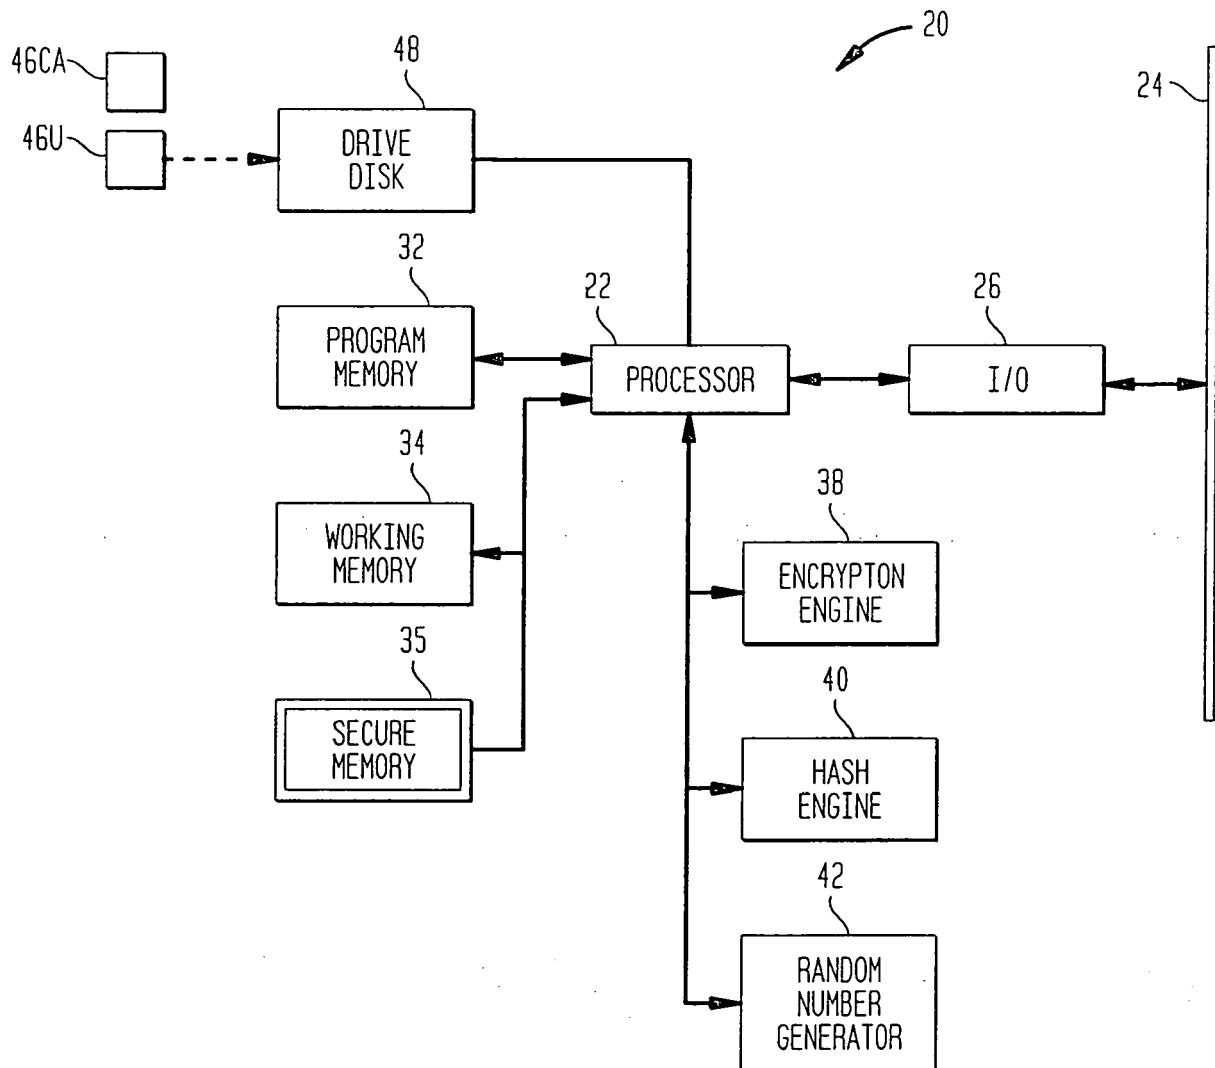 20
46CA
48
24
46U
DRIVE
DISK
32
22
26
PROGRAM
MEMORY
PROCESSOR
I/O
34
38
WORKING
MEMORY
ENCRYPTON
ENGINE
35
40
SECURE
MEMORY
HASH
ENGINE
42
RANDOM
NUMBER
GENERATOR